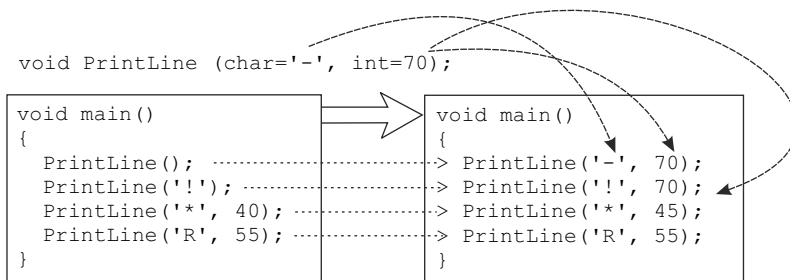 void PrintLine (char='-', int=70);
void main()
{
PrintLine();
PrintLine('!');
PrintLine('*', 40);
PrintLine('R', 55);
}
void main()
{
PrintLine('-', 70);
PrintLine('!', 70);
PrintLine('*', 45);
PrintLine('R', 55);
}